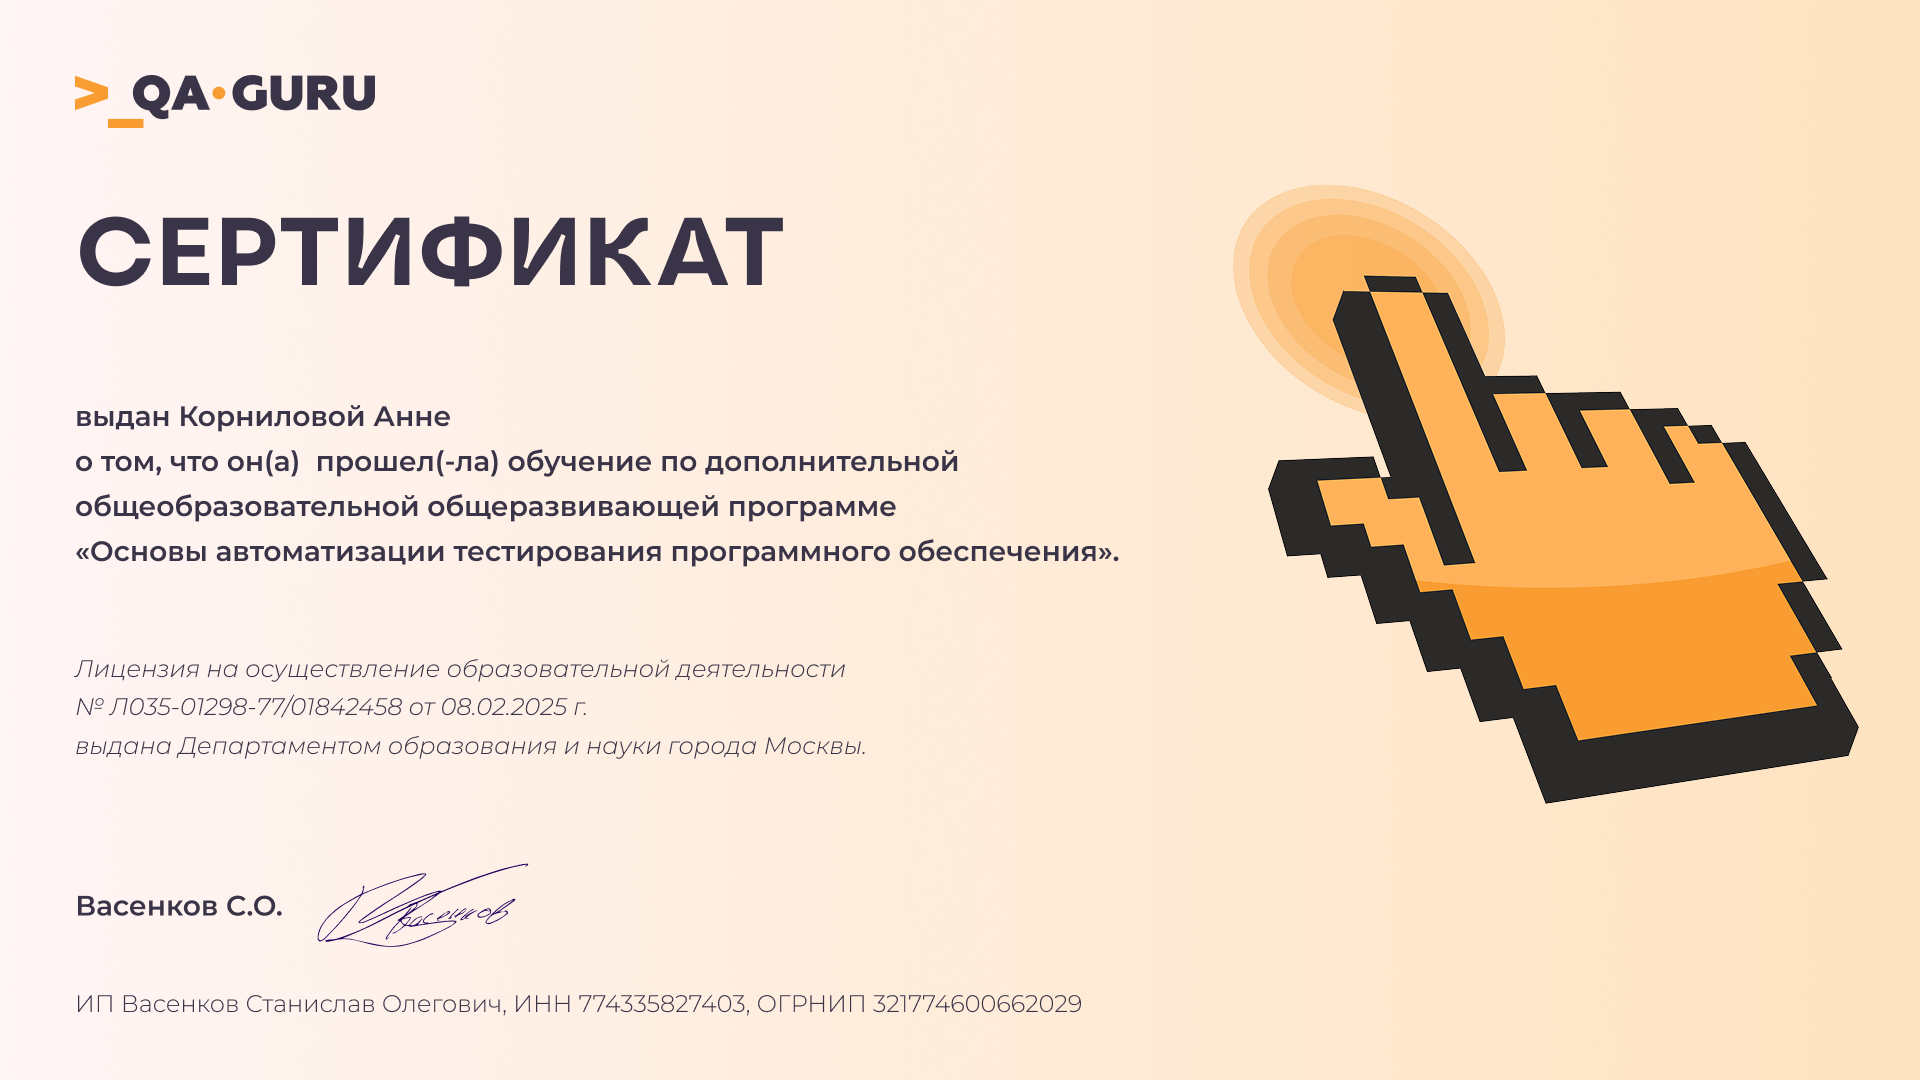 >_QA·GURU
СЕРТИФИКАТ
выдан Корниловой Анне
о том, что он(а) прошел(-ла) обучение по дополнительной
общеобразовательной общеразвивающей программе
«Основы автоматизации тестирования программного обеспечения».
Лицензия на осуществление образовательной деятельности
№ Л035-01298-77/01842458 от 08.02.2025 г.
выдана Департаментом образования и науки города Москвы.
Васенков С.О. Васенков
ИП Васенков Станислав Олегович, ИНН 774335827403, ОГРНИП 321774600662029